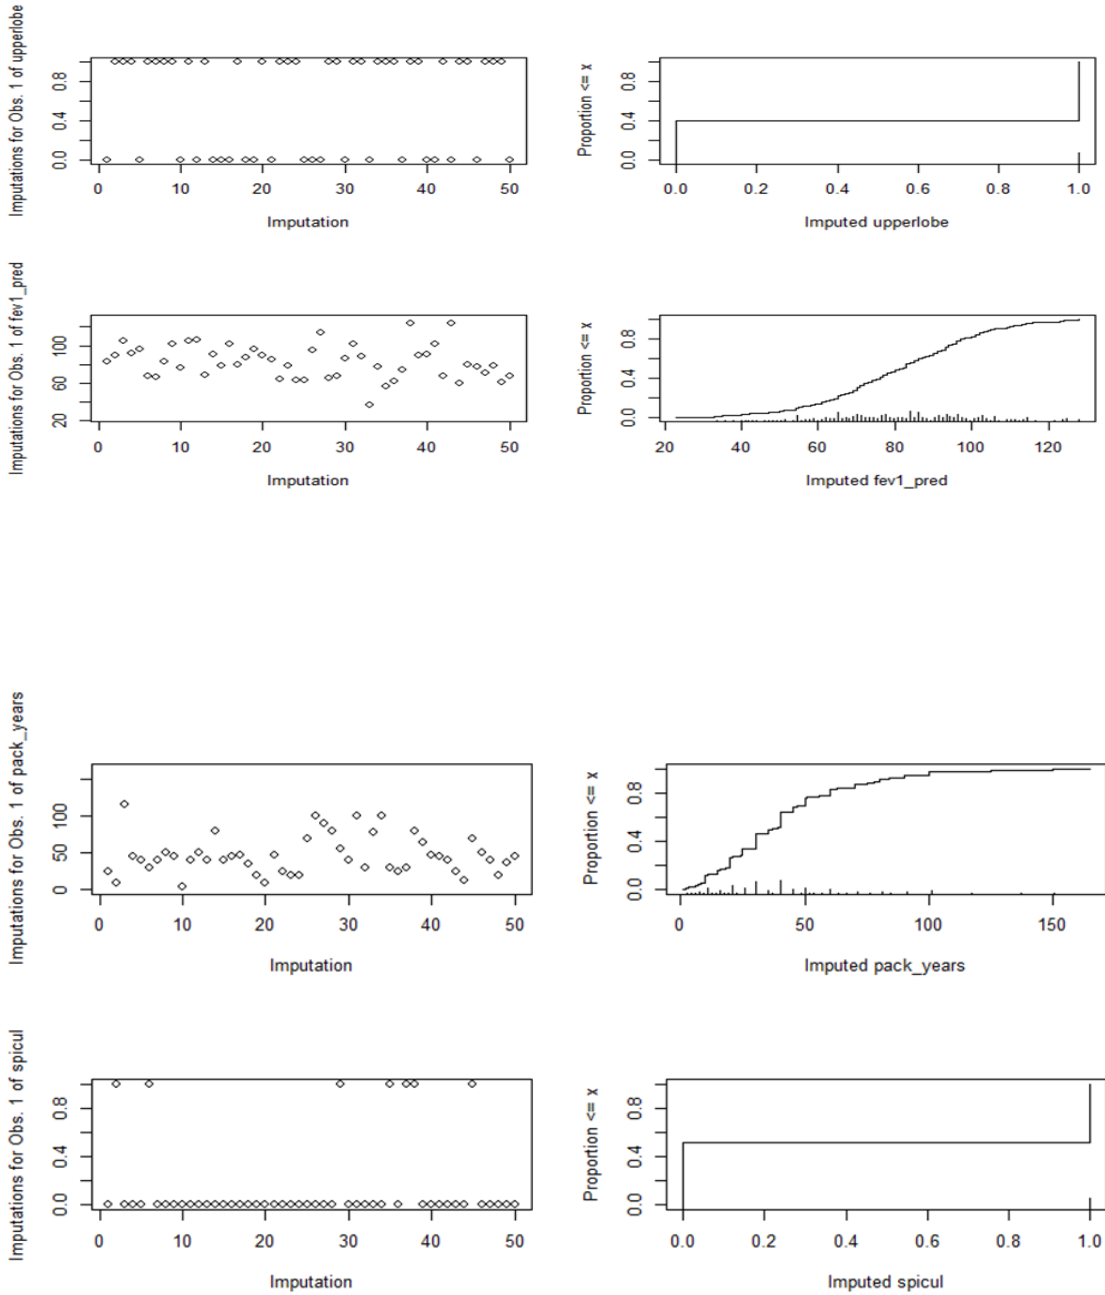 Imputations for Obs. 1 of upperlobe
0.0 0.4 0.8
0 10 20 30 40 50
Imputation
Proportion <= x
0.0 0.4 0.8
0.0 0.2 0.4 0.6 0.8 1.0
Imputed upperlobe
Imputations for Obs. 1 of fev1_pred
20 60 100
0 10 20 30 40 50
Imputation
Proportion <= x
0.0 0.4 0.8
20 40 60 80 100 120
Imputed fev1_pred
Imputations for Obs. 1 of pack_years
0 50 100
0 10 20 30 40 50
Imputation
Proportion <= x
0.0 0.4 0.8
0 50 100 150
Imputed pack_years
Imputations for Obs. 1 of spicul
0.0 0.4 0.8
0 10 20 30 40 50
Imputation
Proportion <= x
0.0 0.4 0.8
0.0 0.2 0.4 0.6 0.8 1.0
Imputed spicul